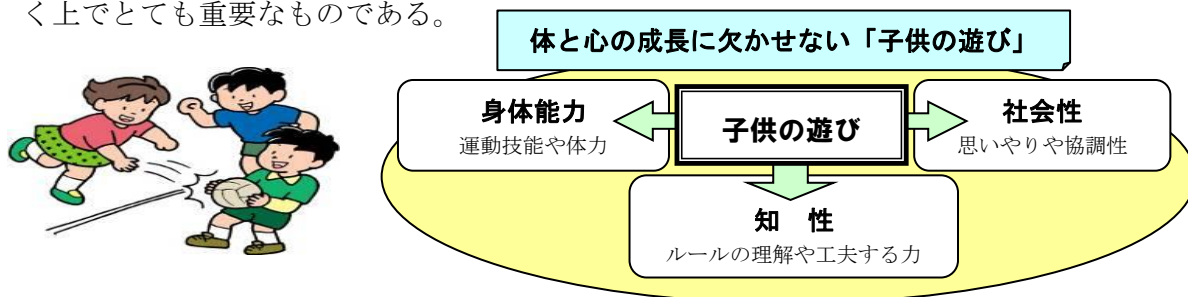 く上でとても重要なものである。
体と心の成長に欠かせない「子供の遊び」
身体能力
運動技能や体力
子供の遊び
社会性
思いやりや協調性
知　性
ルールの理解や工夫する力